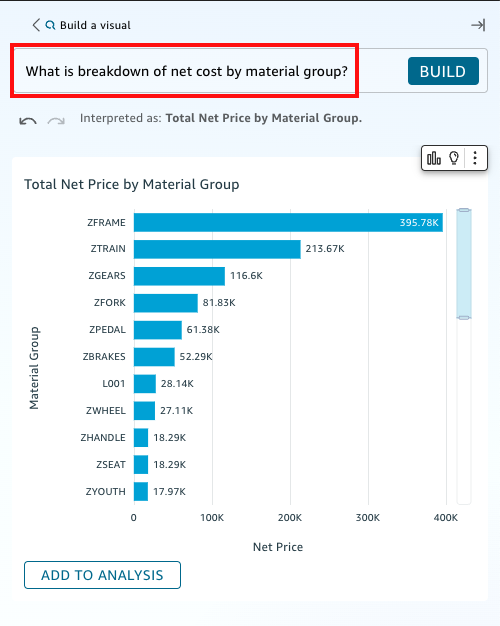 Build a visual
What is breakdown of net cost by material group?
BUILD
Interpreted as: Total Net Price by Material Group.
Total Net Price by Material Group
ZFRAME 395.78K
ZTRAIN 213.67K
ZGEARS 116.6K
ZFORK 81.83K
ZPEDAL 61.38K
ZBRAKES 52.29K
L001 28.14K
ZWHEEL 27.11K
ZHANDLE 18.29K
ZSEAT 18.29K
ZYOUTH 17.97K
Material Group
0 100K 200K 300K 400K
Net Price
ADD TO ANALYSIS